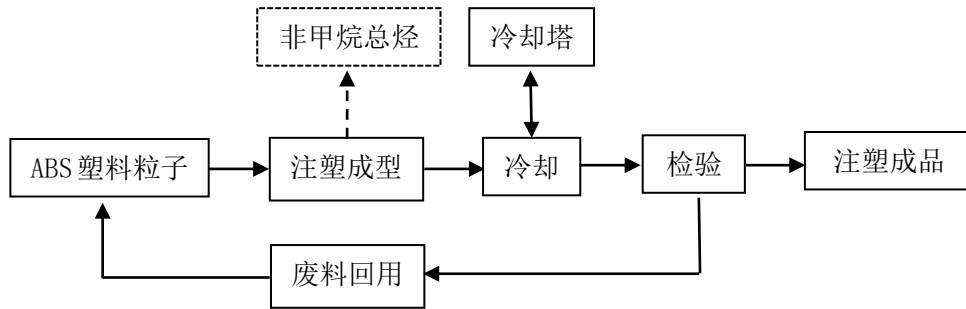 非甲烷总烃
冷却塔
ABS塑料粒子
注塑成型
冷却
检验
注塑成品
废料回用